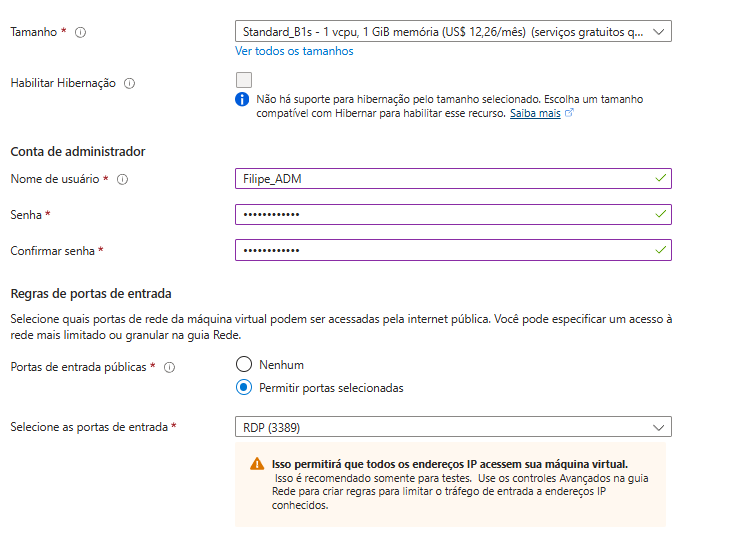 Tamanho *
Standard_B1s - 1 vcpu, 1 GiB memória (US$ 12,26/mês) (serviços gratuitos q...
Ver todos os tamanhos
Habilitar Hibernação
Não há suporte para hibernação pelo tamanho selecionado. Escolha um tamanho
compatível com Hibernar para habilitar esse recurso. Saiba mais
Conta de administrador
Nome de usuário *
Filipe_ADM
Senha *
••••••••••••
Confirmar senha *
••••••••••••
Regras de portas de entrada
Selecione quais portas de rede da máquina virtual podem ser acessadas pela internet pública. Você pode especificar um acesso à
rede mais limitado ou granular na guia Rede.
Portas de entrada públicas *
Nenhum
Permitir portas selecionadas
Selecione as portas de entrada *
RDP (3389)
Isso permitirá que todos os endereços IP acessem sua máquina virtual.
Isso é recomendado somente para testes. Use os controles Avançados na guia
Rede para criar regras para limitar o tráfego de entrada a endereços IP
conhecidos.